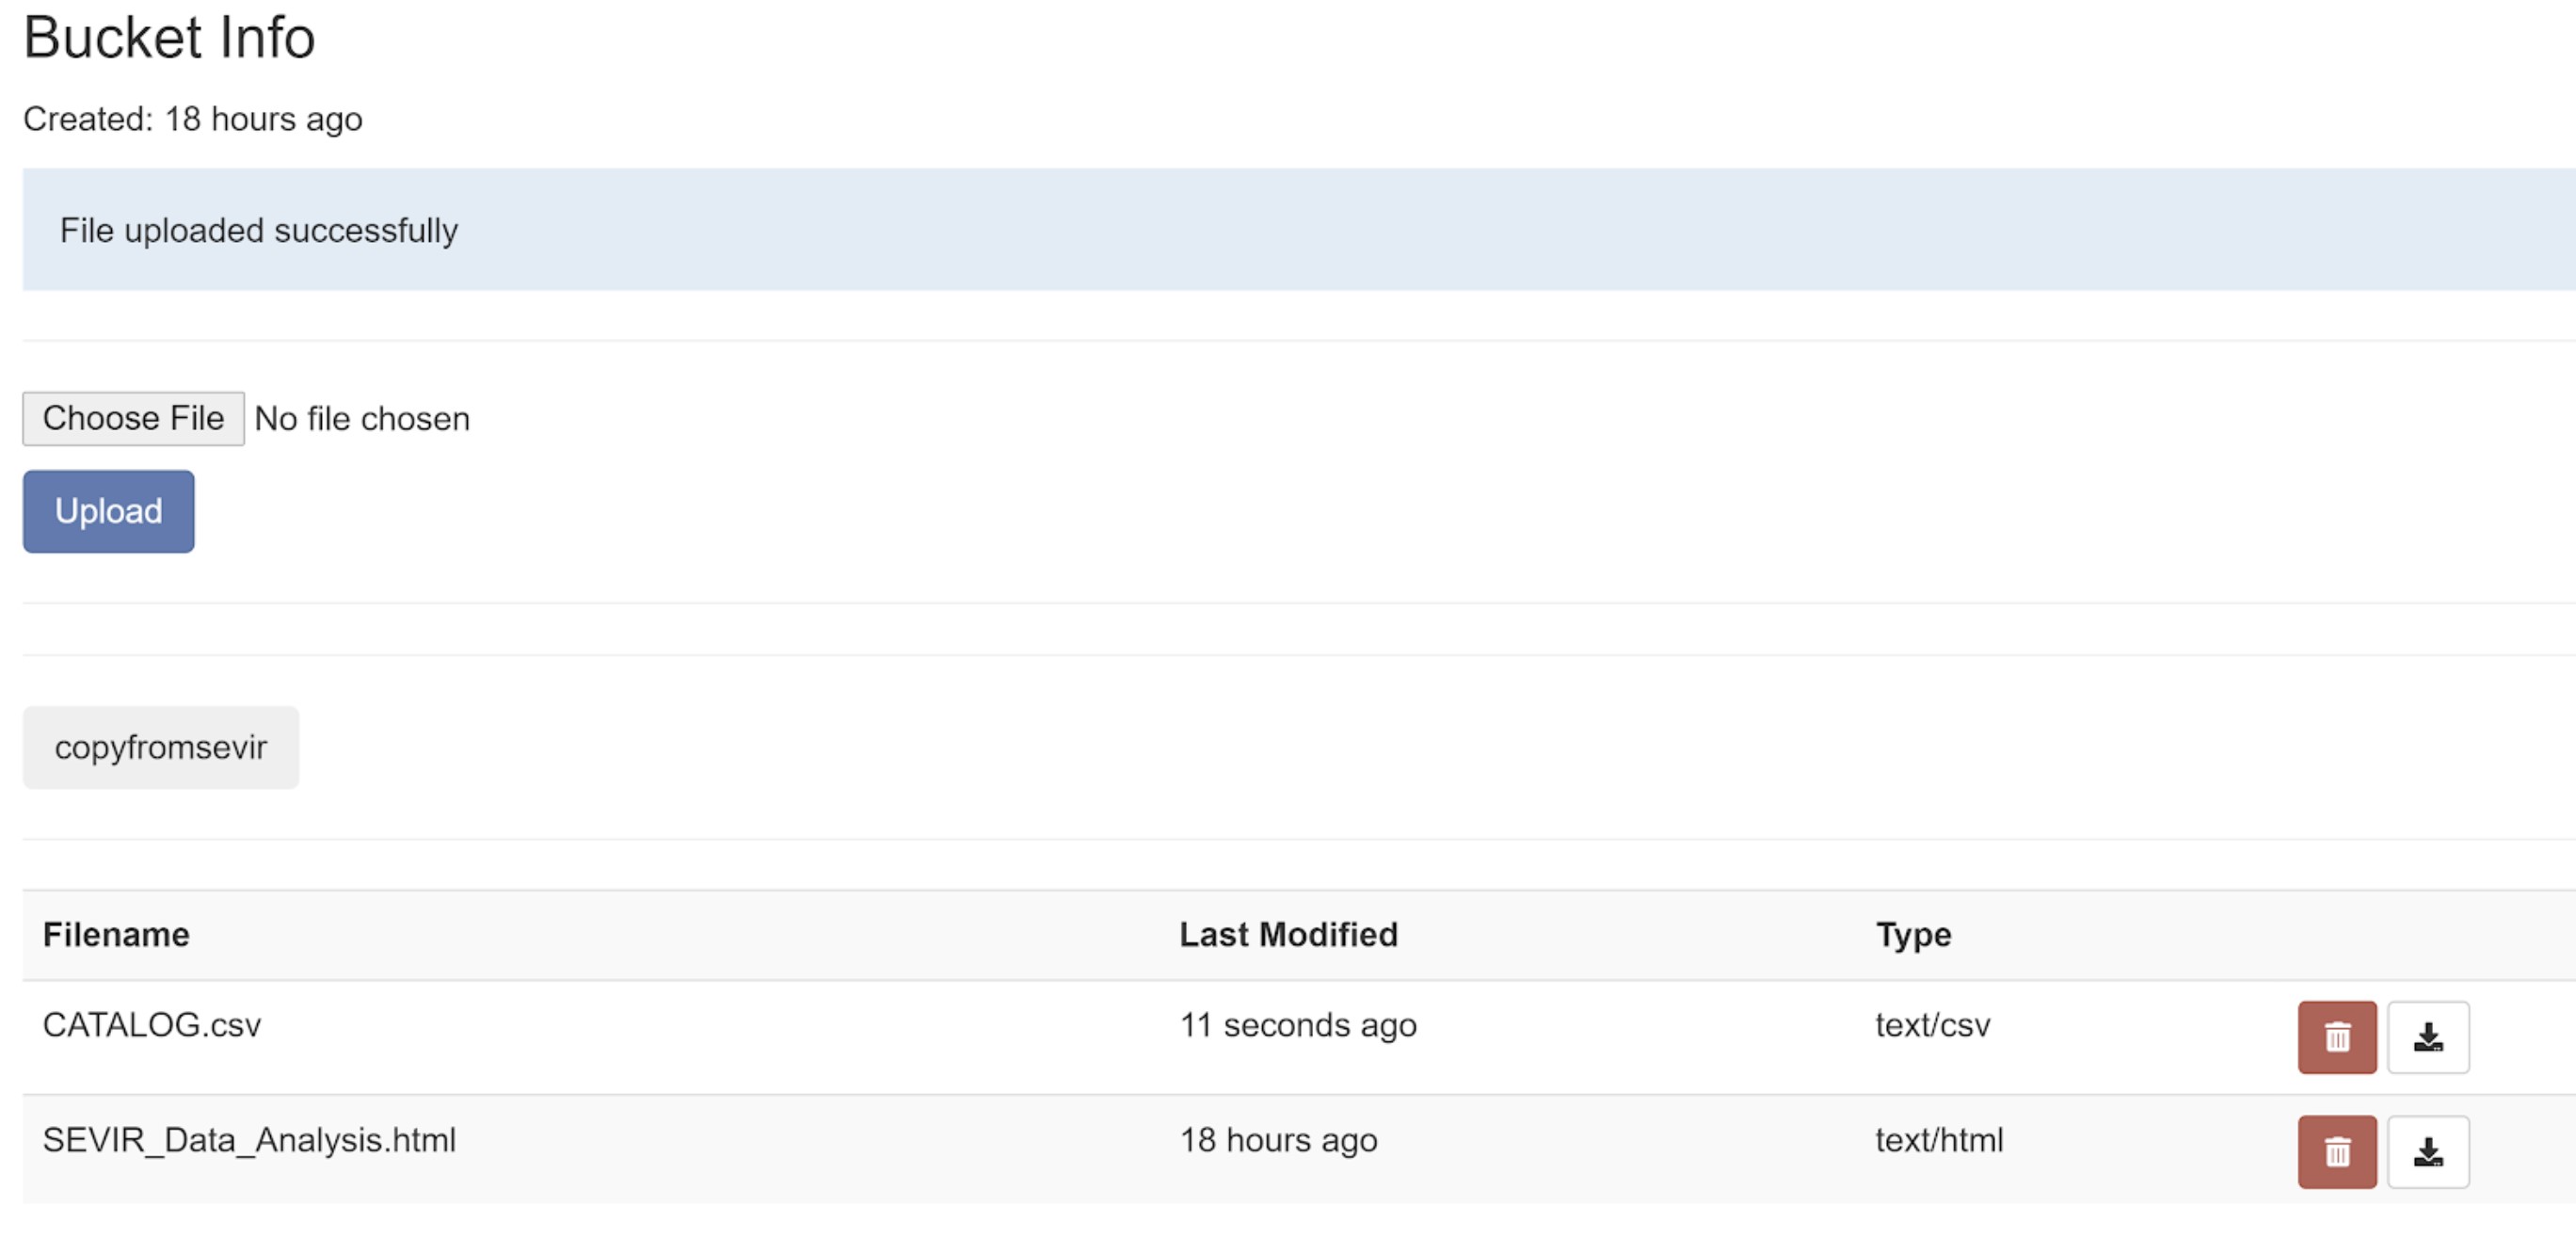 Bucket Info
Created: 18 hours ago
File uploaded successfully
Choose File No file chosen
Upload
copyfromsevir
Filename Last Modified Type
CATALOG.csv 11 seconds ago text/csv
SEVIR_Data_Analysis.html 18 hours ago text/html